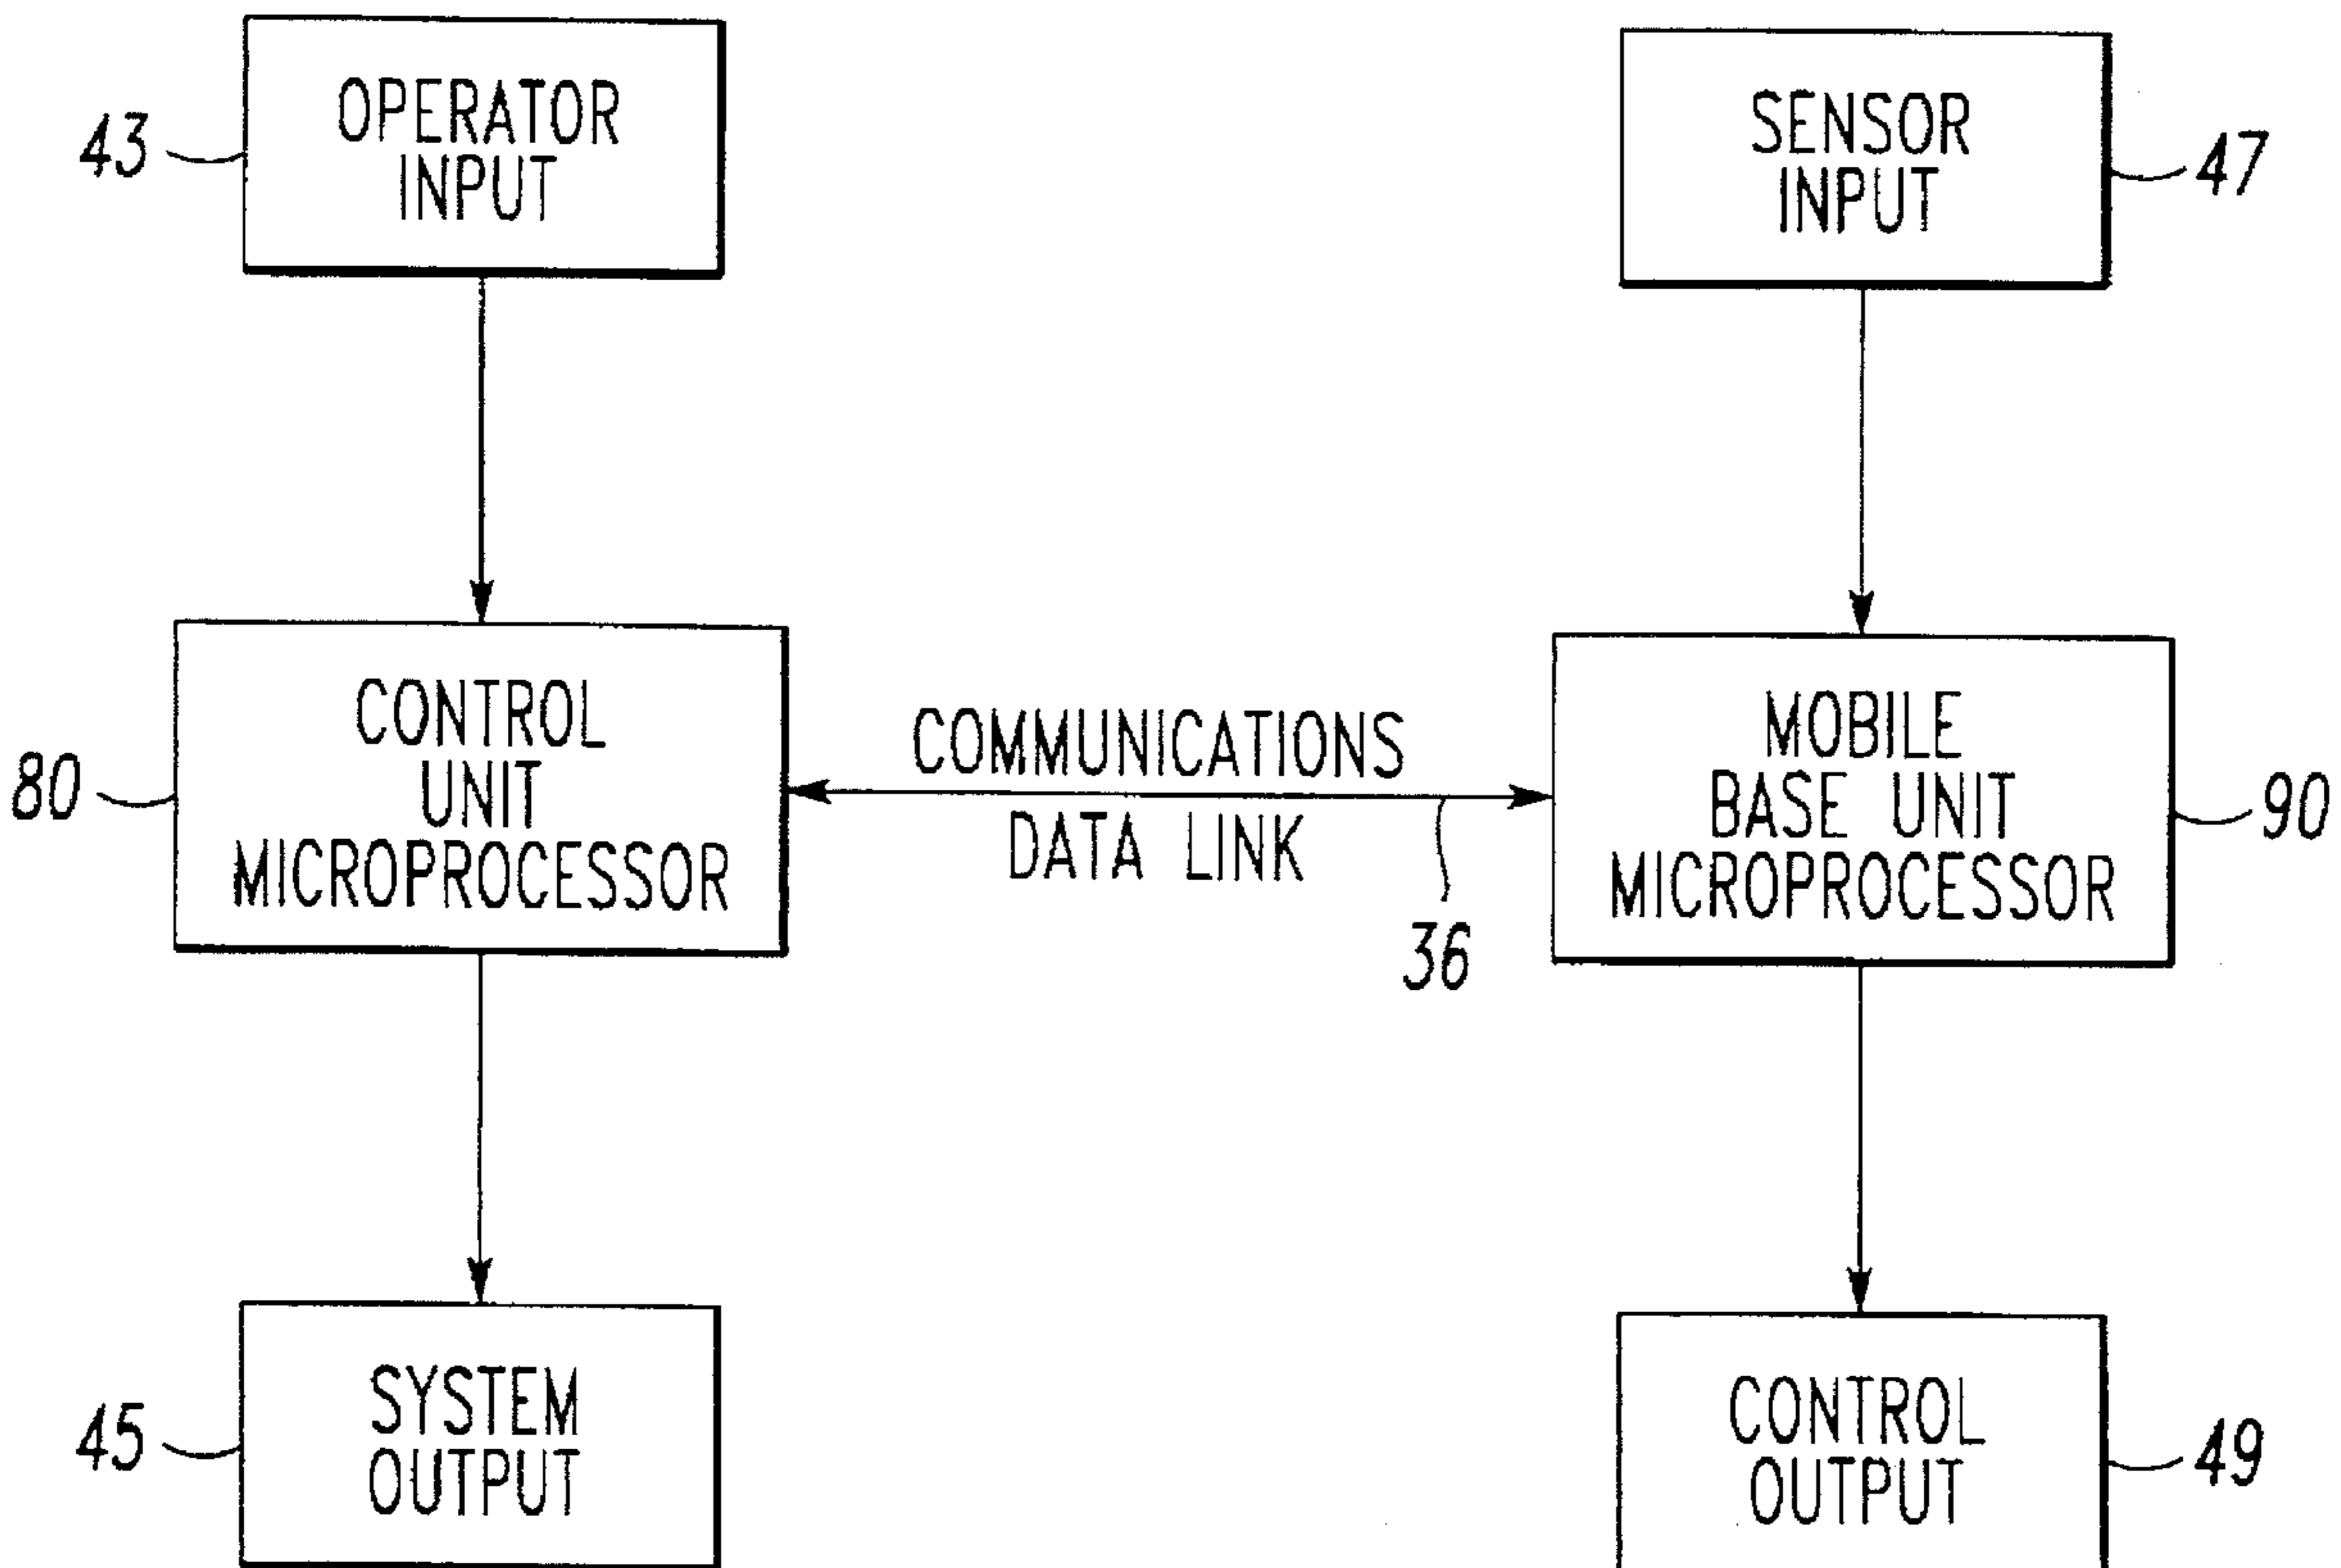 OPERATOR
INPUT
43
SENSOR
INPUT
47
CONTROL
UNIT
MICROPROCESSOR
80
COMMUNICATIONS
DATA LINK
36
MOBILE
BASE UNIT
MICROPROCESSOR
90
SYSTEM
OUTPUT
45
CONTROL
OUTPUT
49